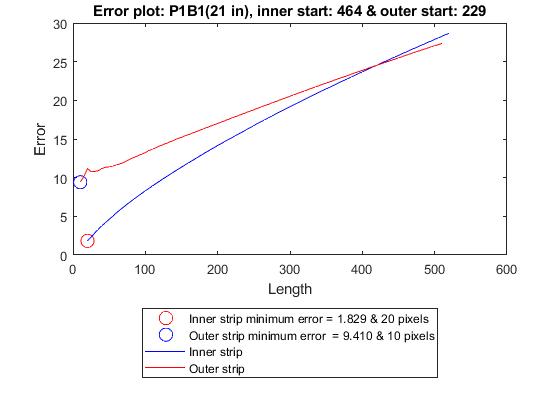 Error plot: P1B1(21 in), inner start: 464 & outer start: 229
30
25
20
15
10
5
0
Error
0 100 200 300 400 500 600
Length
Inner strip minimum error = 1.829 & 20 pixels
Outer strip minimum error = 9.410 & 10 pixels
Inner strip
Outer strip